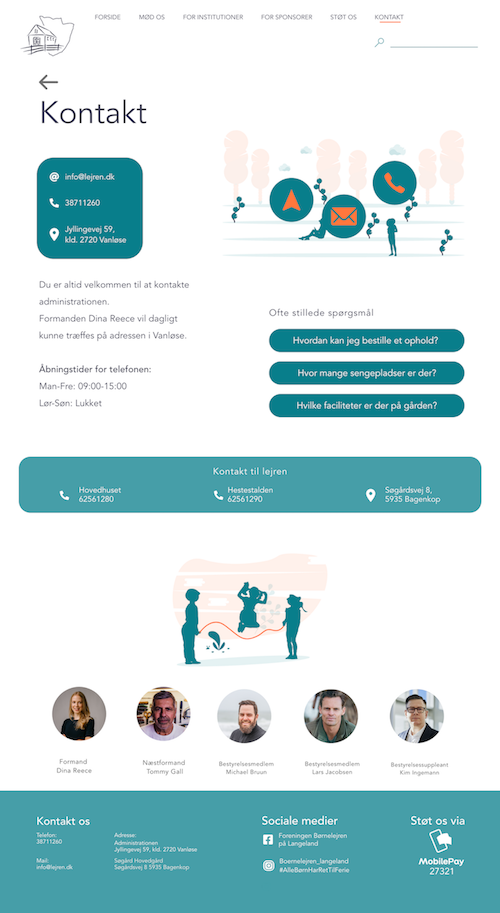 FORSIDE MØD OS FOR INSTITUTIONER FOR SPONSORER STØT OS KONTAKT
Kontakt
info@lejren.dk
38711260
Jyllingevej 59,
kld. 2720 Vanløse
Du er altid velkommen til at kontakte
administrationen.
Formanden Dina Reece vil dagligt
kunne træffes på adressen i Vanløse.
Åbningstider for telefonen:
Man-Fre: 09:00-15:00
Lør-Søn: Lukket
Ofte stillede spørgsmål
Hvordan kan jeg bestille et ophold?
Hvor mange sengepladser er der?
Hvilke faciliteter er der på gården?
Kontakt til lejren
Hovedhuset
62561280
Hestestalden
62561290
Søgårdsvej 8,
5935 Bagenkop
Formand
Dina Reece
Næstformand
Tommy Gall
Bestyrelsesmedlem
Michael Bruun
Bestyrelsesmedlem
Lars Jacobsen
Bestyrelsessuppleant
Kim Ingemann
Kontakt os
Telefon:
38711260
Mail:
info@lejren.dk
Adresse:
Administrationen
Jyllingevej 59, kld. 2720 Vanløse
Søgård Hovedgård
Søgårdsvej 8 5935 Bagenkop
Sociale medier
Foreningen Børnelejren
på Langeland
Boernelejren_langeland
#AlleBørnHarRetTilFerie
Støt os via
MobilePay
27321